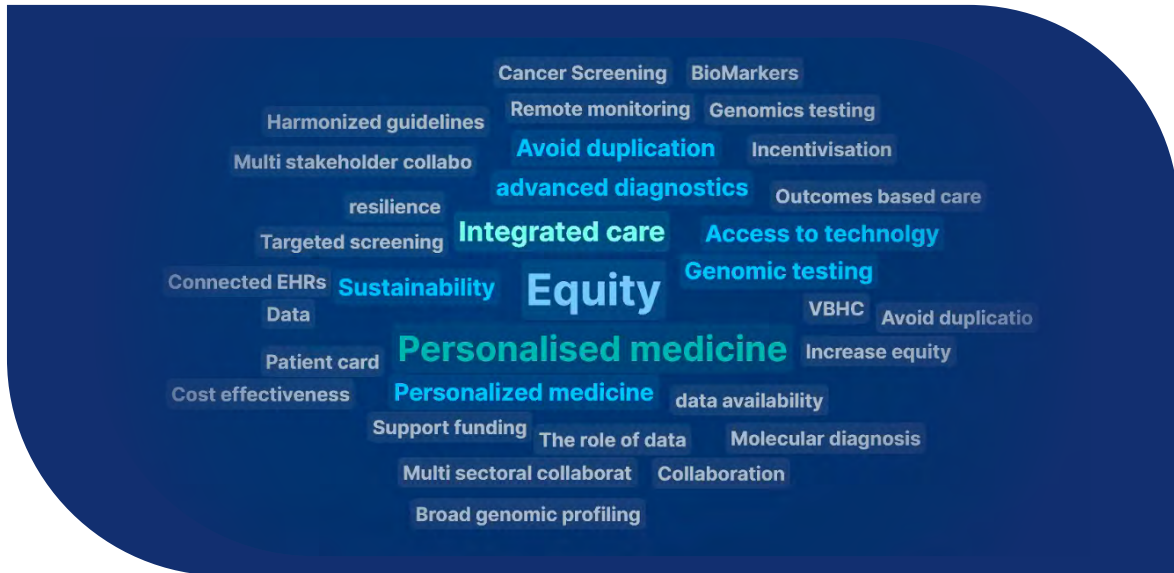 Cancer Screening BioMarkers
Remote monitoring Genomics testing
Harmonized guidelines
Avoid duplication Incentivisation
Multi stakeholder collabo
advanced diagnostics Outcomes based care
resilience
Integrated care Access to technolgy
Targeted screening
Genomic testing
Connected EHRs Sustainability Equity
VBHC Avoid duplicatio
Data
Personalised medicine Increase equity
Patient card
Cost effectiveness Personalized medicine data availability
Support funding The role of data Molecular diagnosis
Multi sectoral collaborat Collaboration
Broad genomic profiling